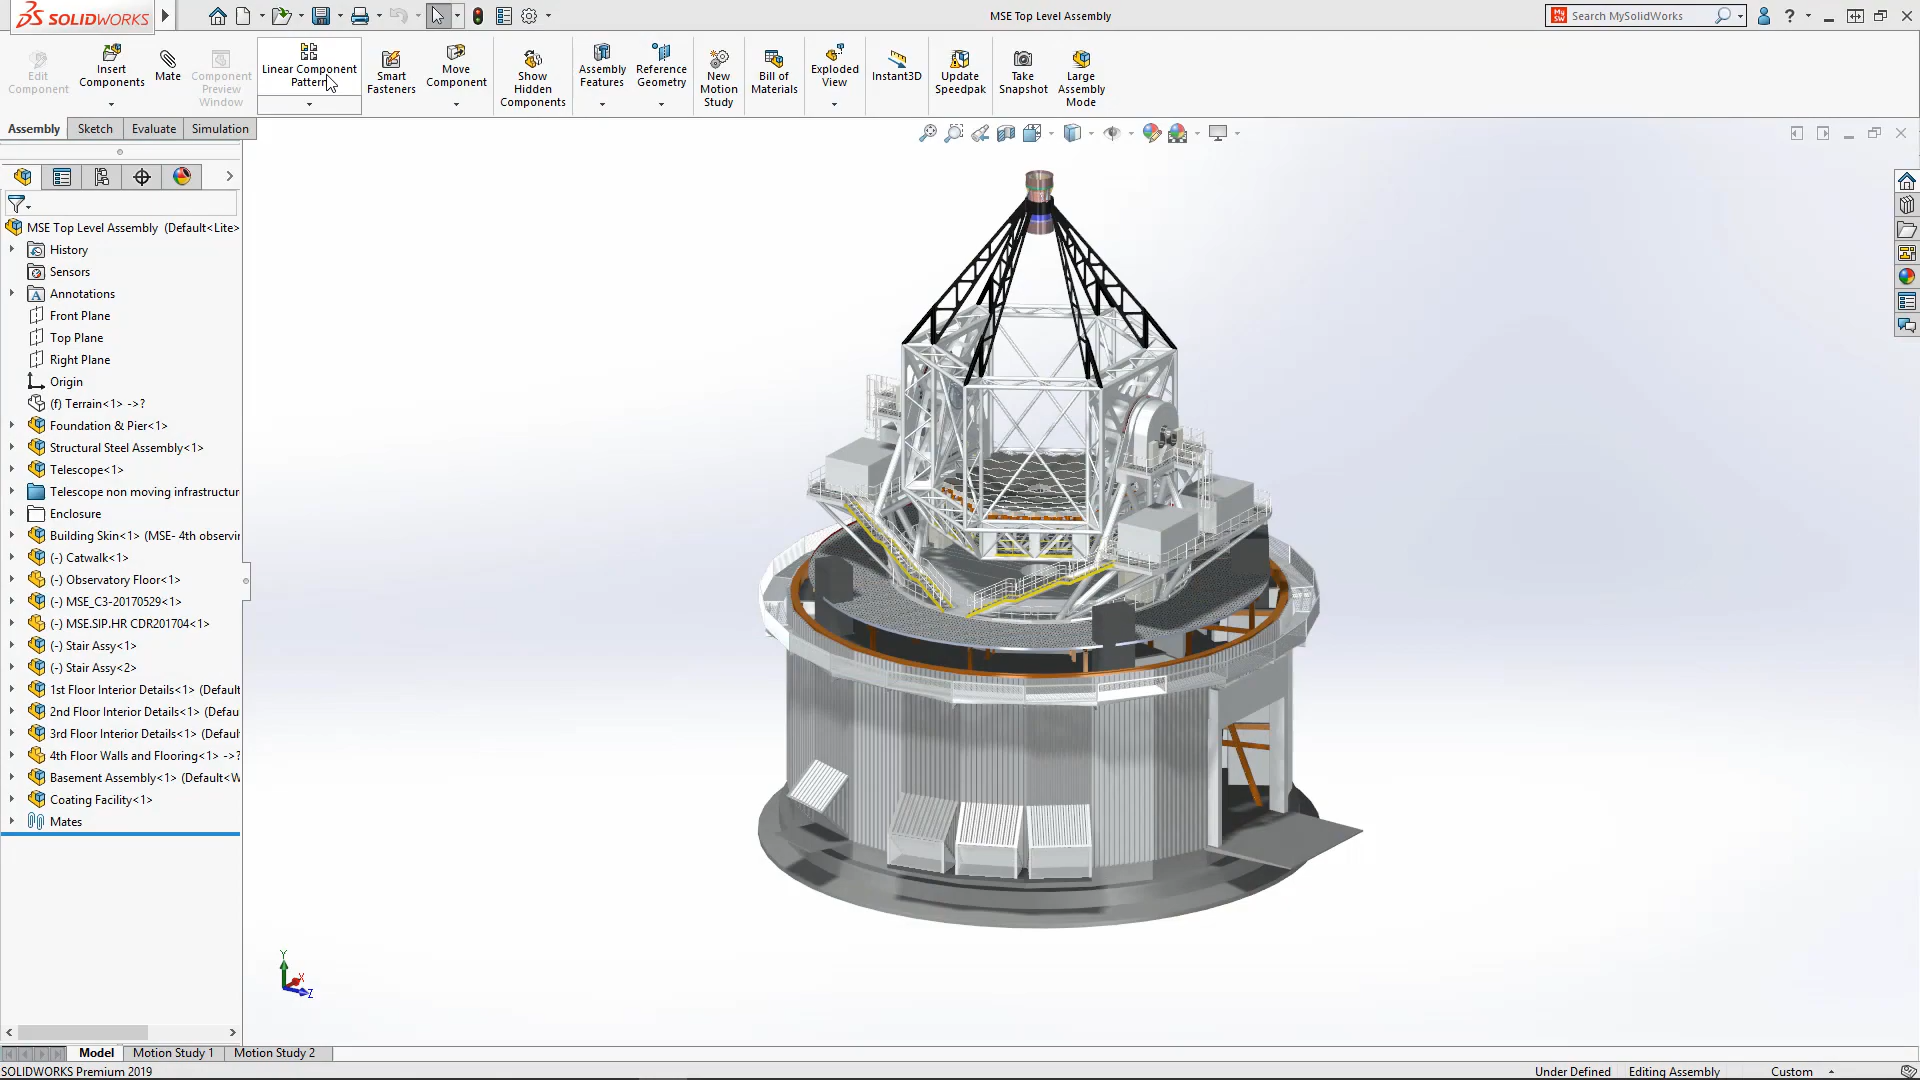 SOLIDWORKS
MSE Top Level Assembly
Search MySolidWorks
Edit Component
Insert Components
Mate
Component Preview Window
Linear Component Pattern
Smart Fasteners
Move Component
Show Hidden Components
Assembly Features
Reference Geometry
New Motion Study
Bill of Materials
Exploded View
Instant3D
Update Speedpak
Take Snapshot
Large Assembly Mode
Assembly
Sketch
Evaluate
Simulation
MSE Top Level Assembly (Default<Lite>
History
Sensors
Annotations
Front Plane
Top Plane
Right Plane
Origin
(f) Terrain<1> ->?
Foundation & Pier<1>
Structural Steel Assembly<1>
Telescope<1>
Telescope non moving infrastructur
Enclosure
Building Skin<1> (MSE- 4th observir
(-) Catwalk<1>
(-) Observatory Floor<1>
(-) MSE_C3-20170529<1>
(-) MSE.SIP.HR CDR201704<1>
(-) Stair Assy<1>
(-) Stair Assy<2>
1st Floor Interior Details<1> (Default
2nd Floor Interior Details<1> (Defau
3rd Floor Interior Details<1> (Defaul
4th Floor Walls and Flooring<1> ->?
Basement Assembly<1> (Default<W
Coating Facility<1>
Mates
Y
X
Z
Model
Motion Study 1
Motion Study 2
SOLIDWORKS Premium 2019
Under Defined
Editing Assembly
Custom